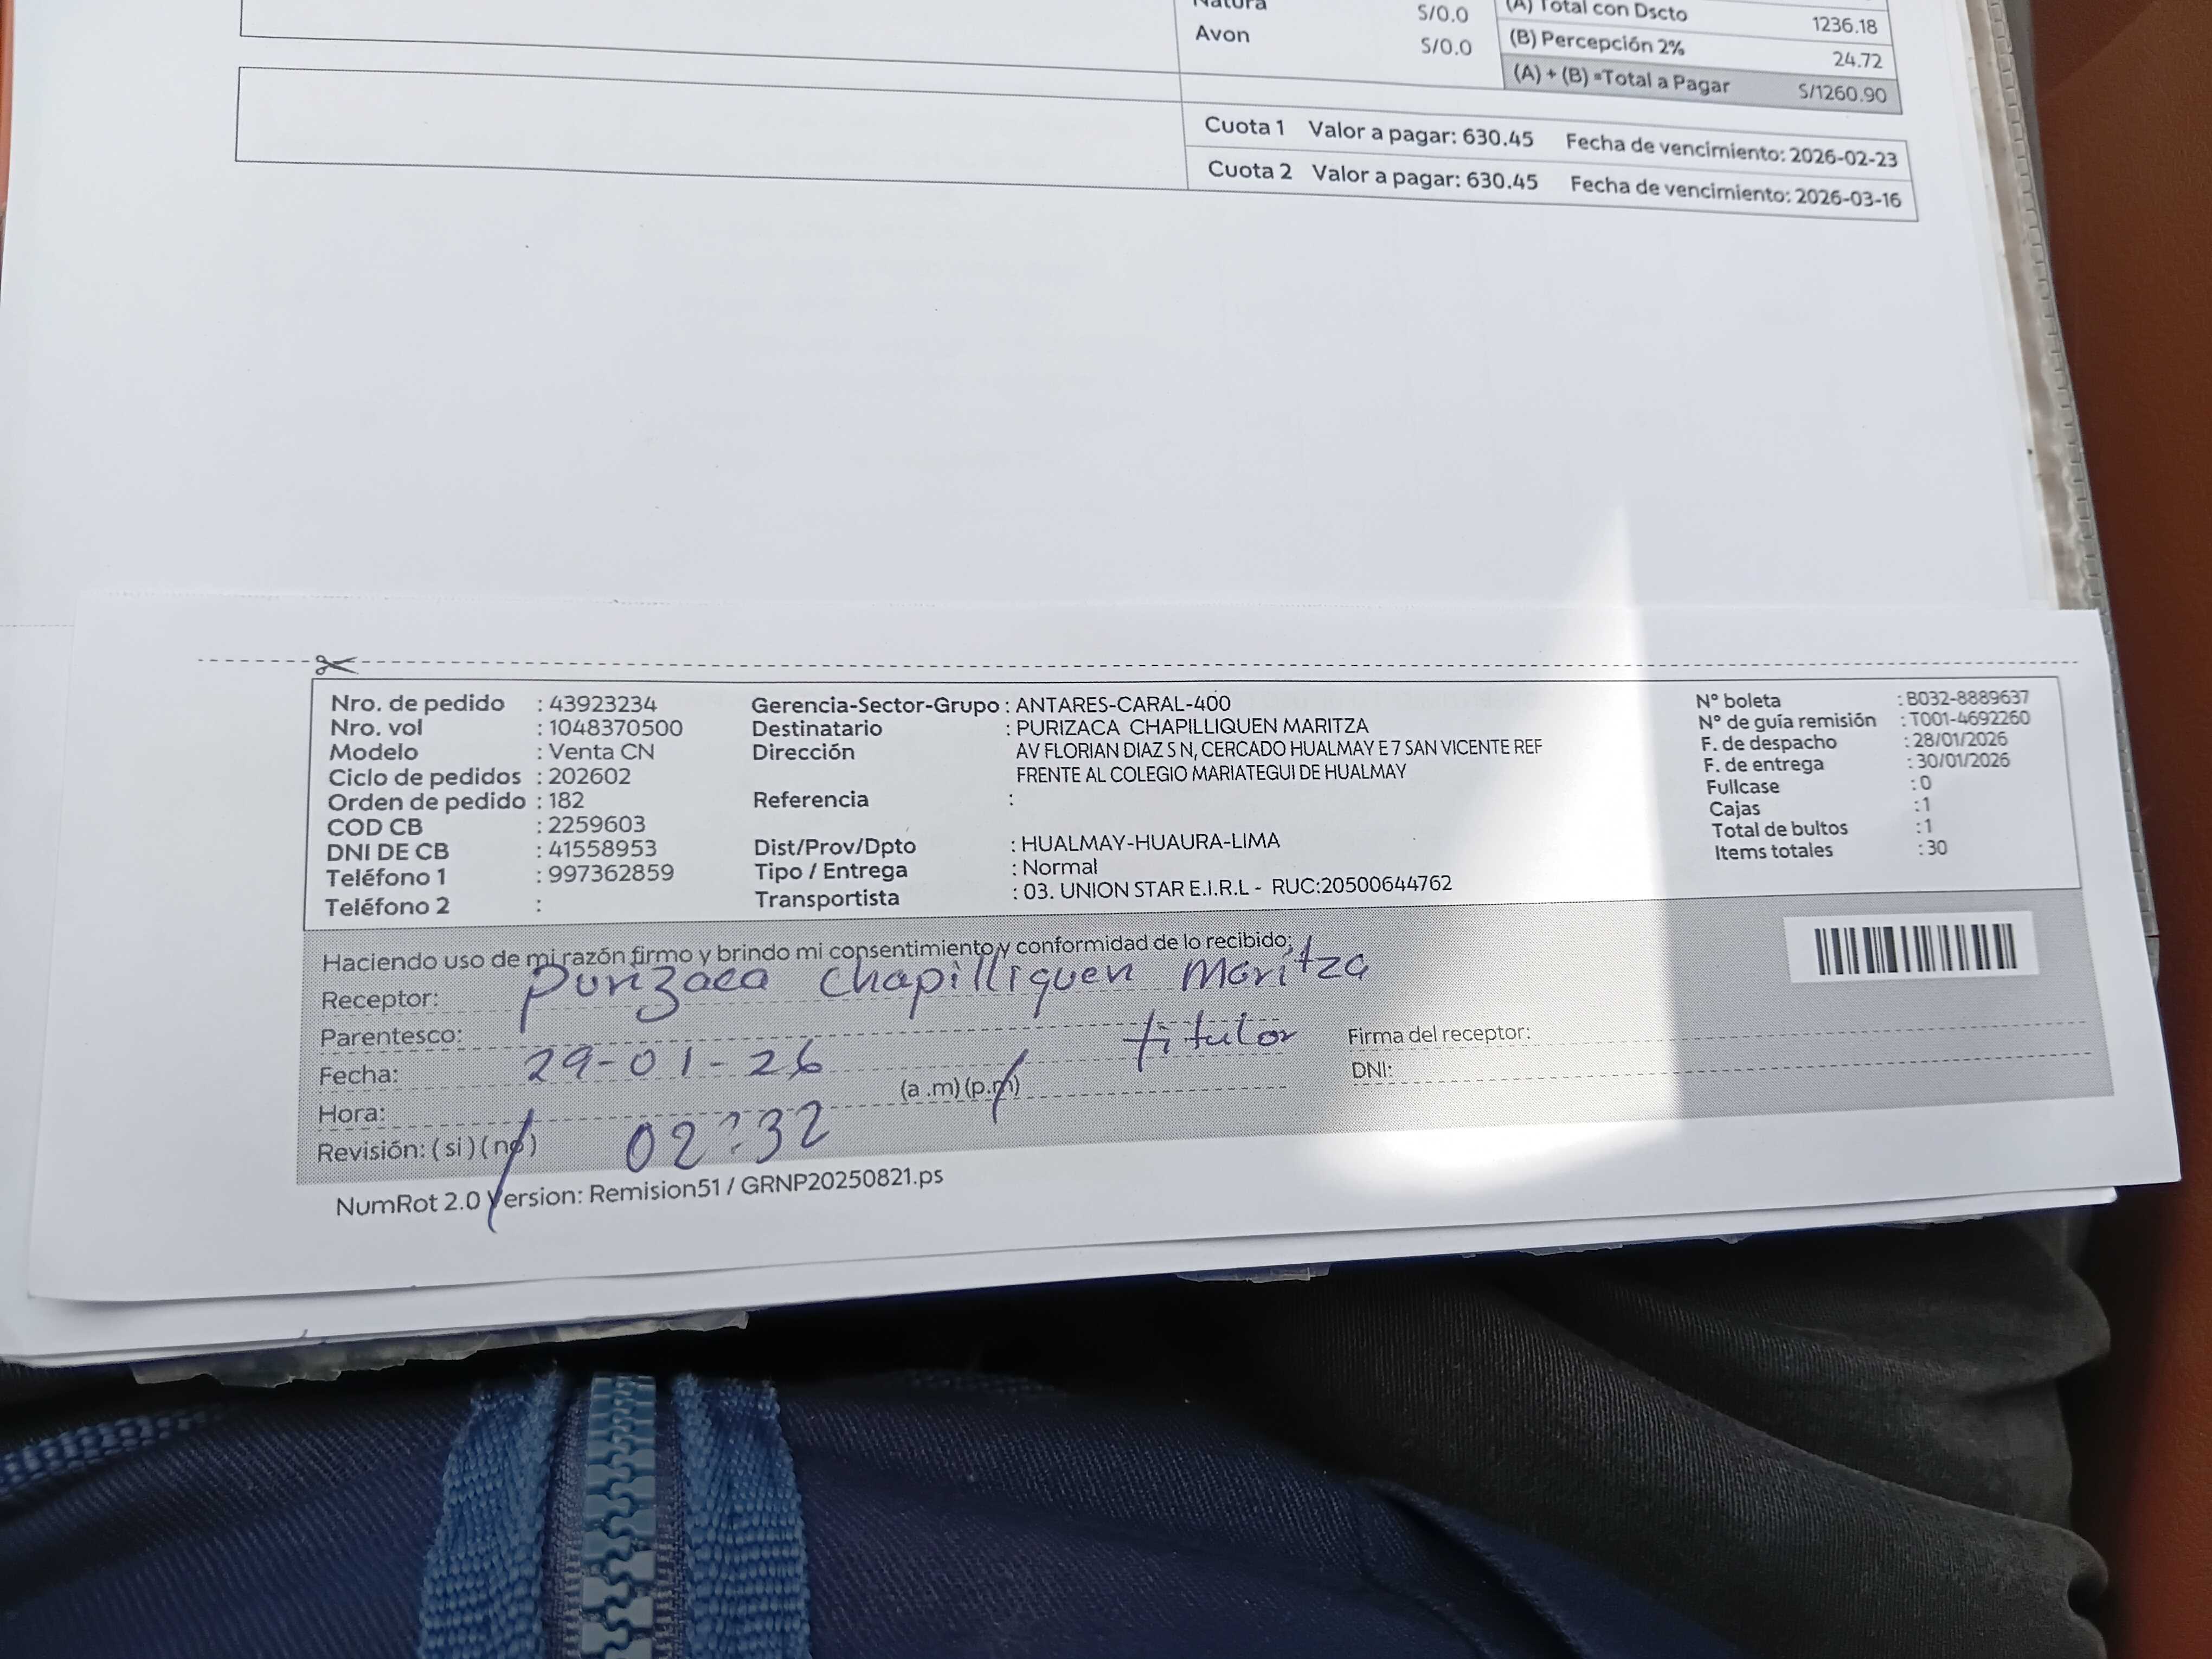 Natura S/0.0
Avon S/0.0
(A) Total con Dscto 1236.18
(B) Percepción 2% 24.72
(A) + (B) =Total a Pagar S/1260.90
Cuota 1 Valor a pagar: 630.45 Fecha de vencimiento: 2026-02-23
Cuota 2 Valor a pagar: 630.45 Fecha de vencimiento: 2026-03-16
Nro. de pedido : 43923234
Nro. vol : 1048370500
Modelo : Venta CN
Ciclo de pedidos : 202602
Orden de pedido : 182
COD CB : 2259603
DNI DE CB : 41558953
Teléfono 1 : 997362859
Teléfono 2 :
Gerencia-Sector-Grupo : ANTARES-CARAL-400
Destinatario : PURIZACA CHAPILLIQUEN MARITZA
Dirección AV FLORIAN DIAZ S N, CERCADO HUALMAY E 7 SAN VICENTE REF
FRENTE AL COLEGIO MARIATEGUI DE HUALMAY
Referencia :
Dist/Prov/Dpto : HUALMAY-HUAURA-LIMA
Tipo / Entrega : Normal
Transportista : 03. UNION STAR E.I.R.L - RUC:20500644762
N° boleta : B032-8889637
N° de guía remisión : T001-4692260
F. de despacho : 28/01/2026
F. de entrega : 30/01/2026
Fullcase : 0
Cajas : 1
Total de bultos : 1
Items totales : 30
Haciendo uso de mi razón firmo y brindo mi consentimiento y conformidad de lo recibido;
Receptor: Purizaca Chapilliquen Maritza
Parentesco: titular
Fecha: 29-01-26
Hora: 02:32 (a .m) (p.m)
Revisión: ( si ) ( no )
Firma del receptor:
DNI:
NumRot 2.0 Version: Remision51 / GRNP20250821.ps